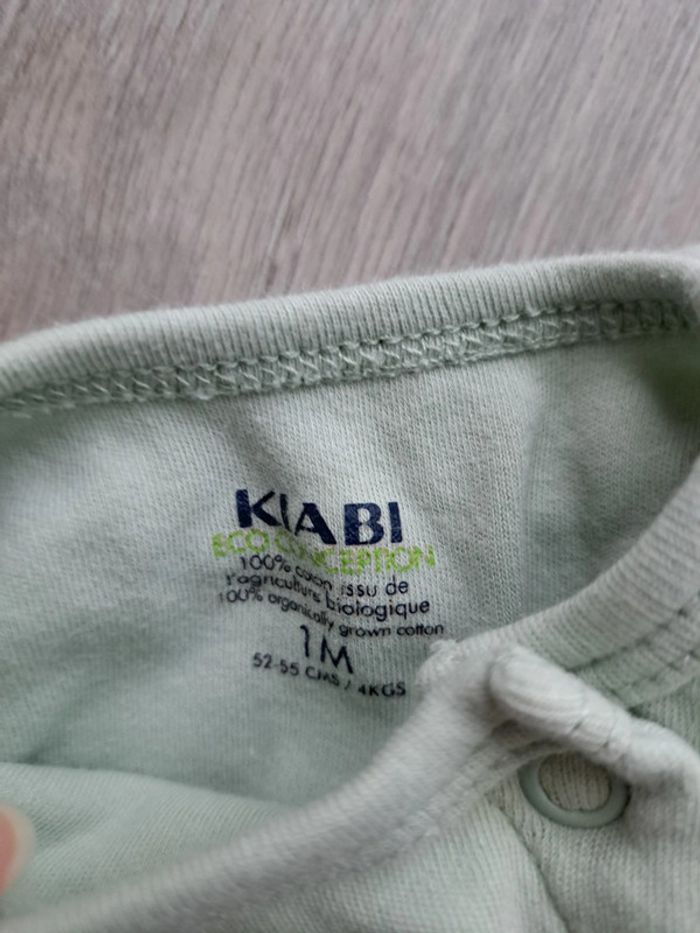 KIABI
ECO CONCEPTION
100% coton issu de
l'agriculture biologique
100% organically grown cotton
1M
52-55 CMS / 4KGS